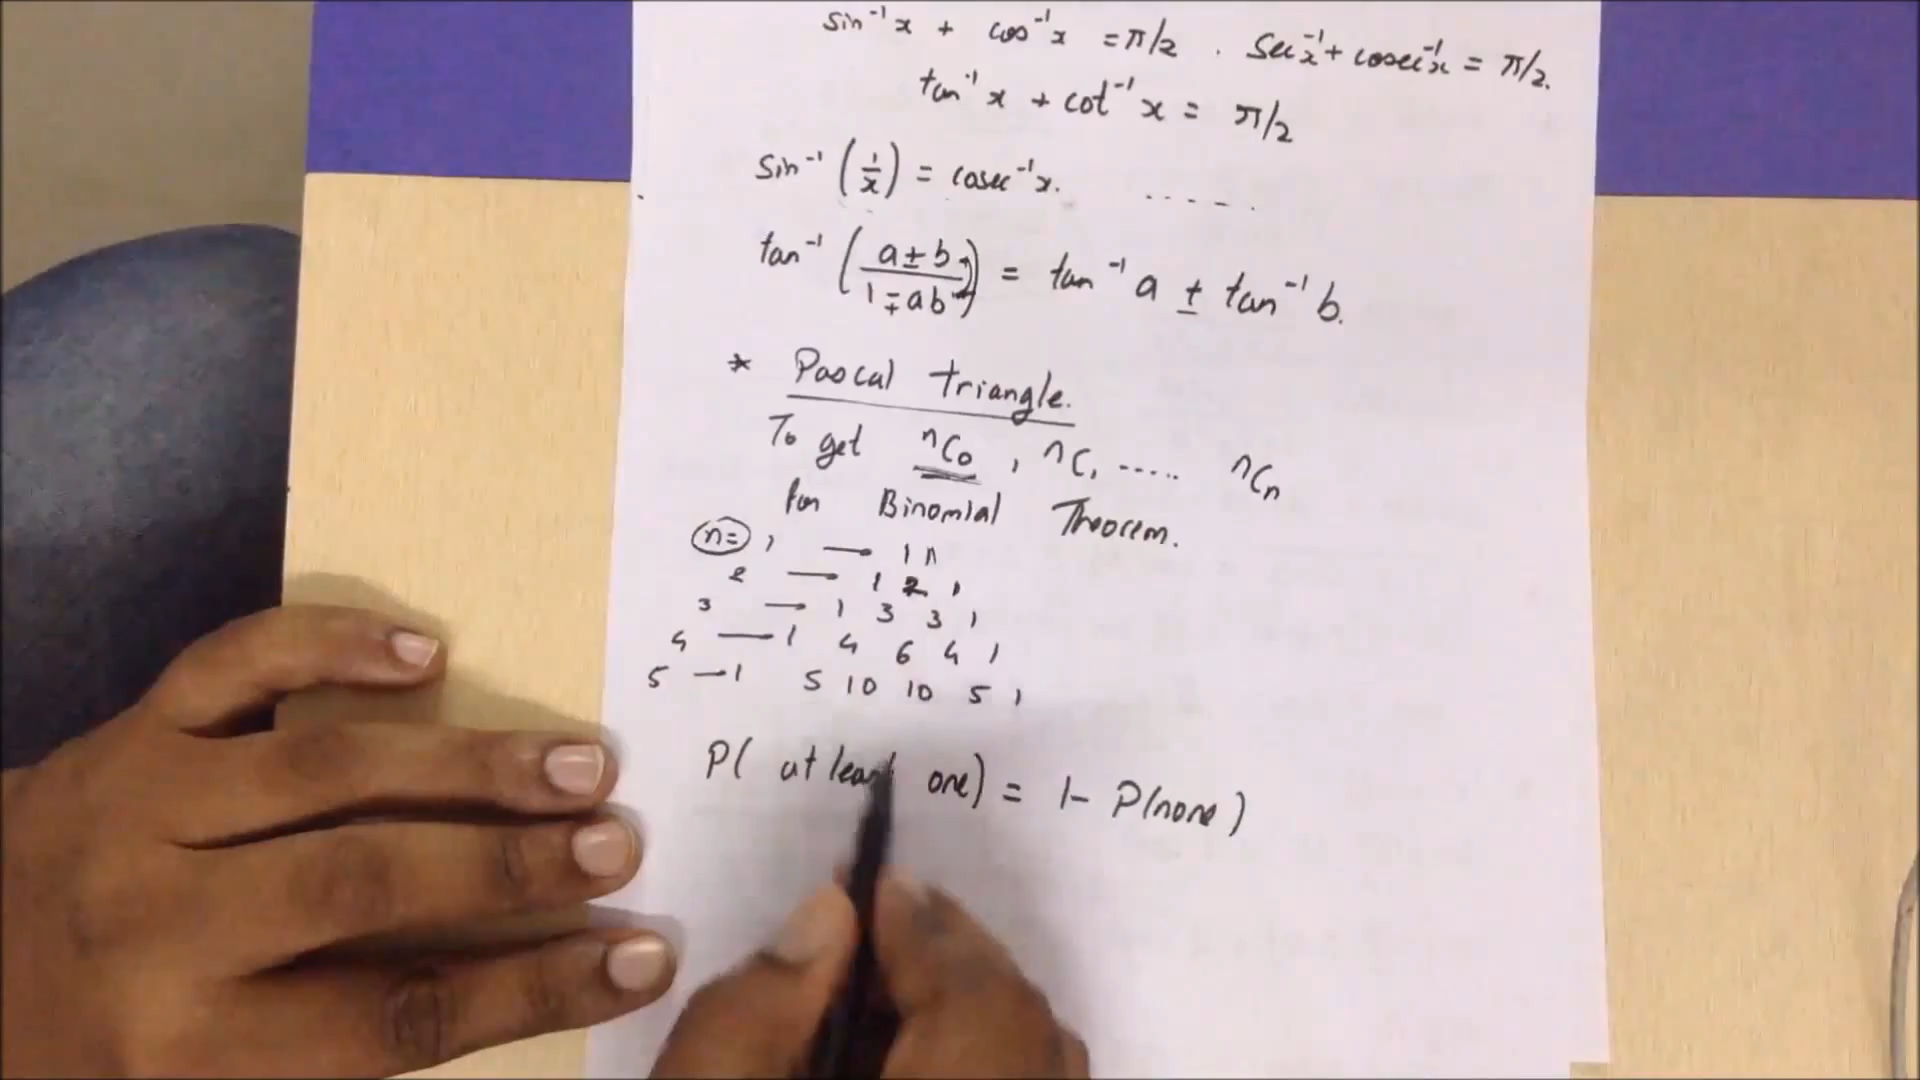 sin⁻¹x + cos⁻¹x = π/2 . Sec⁻¹x + cosec⁻¹x = π/2.
tan⁻¹x + cot⁻¹x = π/2
Sin⁻¹(1/x) = cosec⁻¹x. .....
tan⁻¹((a±b)/(1∓ab)) = tan⁻¹a ± tan⁻¹b.
* Pascal triangle.
To get ⁿC₀, ⁿC₁ ..... ⁿCₙ
for Binomial Theorem.
n= 1 → 1 1
2 → 1 2 1
3 → 1 3 3 1
4 → 1 4 6 4 1
5 → 1 5 10 10 5 1
P( at least one) = 1- P(none)